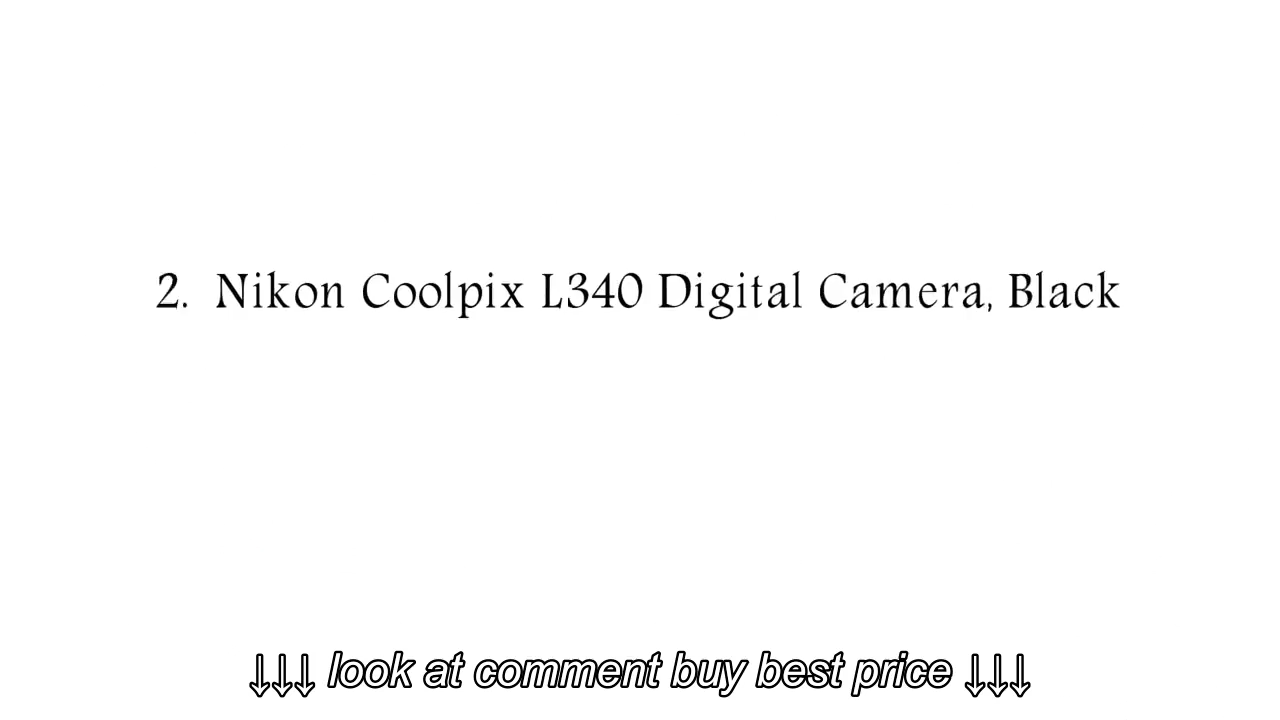 2. Nikon Coolpix L340 Digital Camera, Black
↓↓↓ look at comment buy best price ↓↓↓